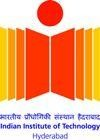 भारतीय प्रौद्योगिकी संस्थान हैदराबाद
Indian Institute of Technology
Hyderabad